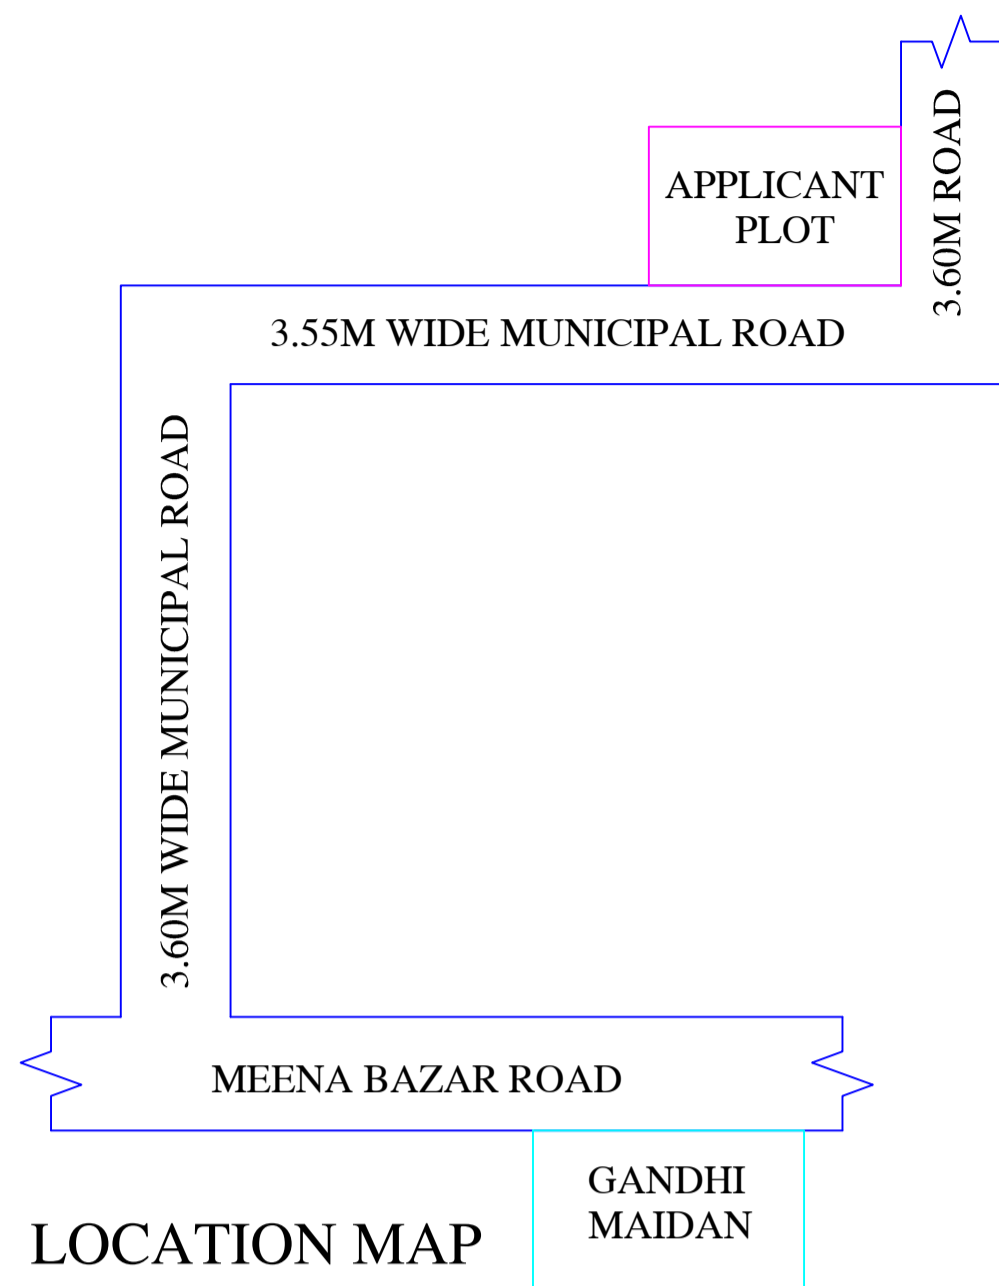 APPLICANT
PLOT
3.60M ROAD
3.55M WIDE MUNICIPAL ROAD
3.60M WIDE MUNICIPAL ROAD
MEENA BAZAR ROAD
GANDHI
MAIDAN
LOCATION MAP